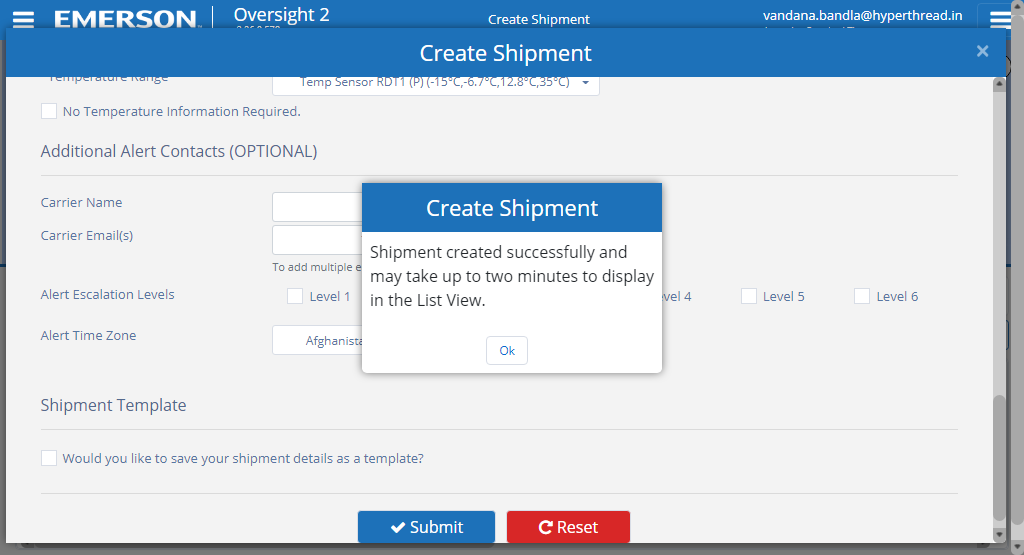 EMERSON
Oversight 2
Create Shipment
vandana.bandla@hyperthread.in
Create Shipment
×
Temperature Range
Temp Sensor RDT1 (P) (-15°C,-6.7°C,12.8°C,35°C)
No Temperature Information Required.
Additional Alert Contacts (OPTIONAL)
Carrier Name
Carrier Email(s)
To add multiple e
Create Shipment
Shipment created successfully and
may take up to two minutes to display
in the List View.
Ok
Alert Escalation Levels
Level 1
vel 4
Level 5
Level 6
Alert Time Zone
Afghanista
Shipment Template
Would you like to save your shipment details as a template?
Submit
Reset